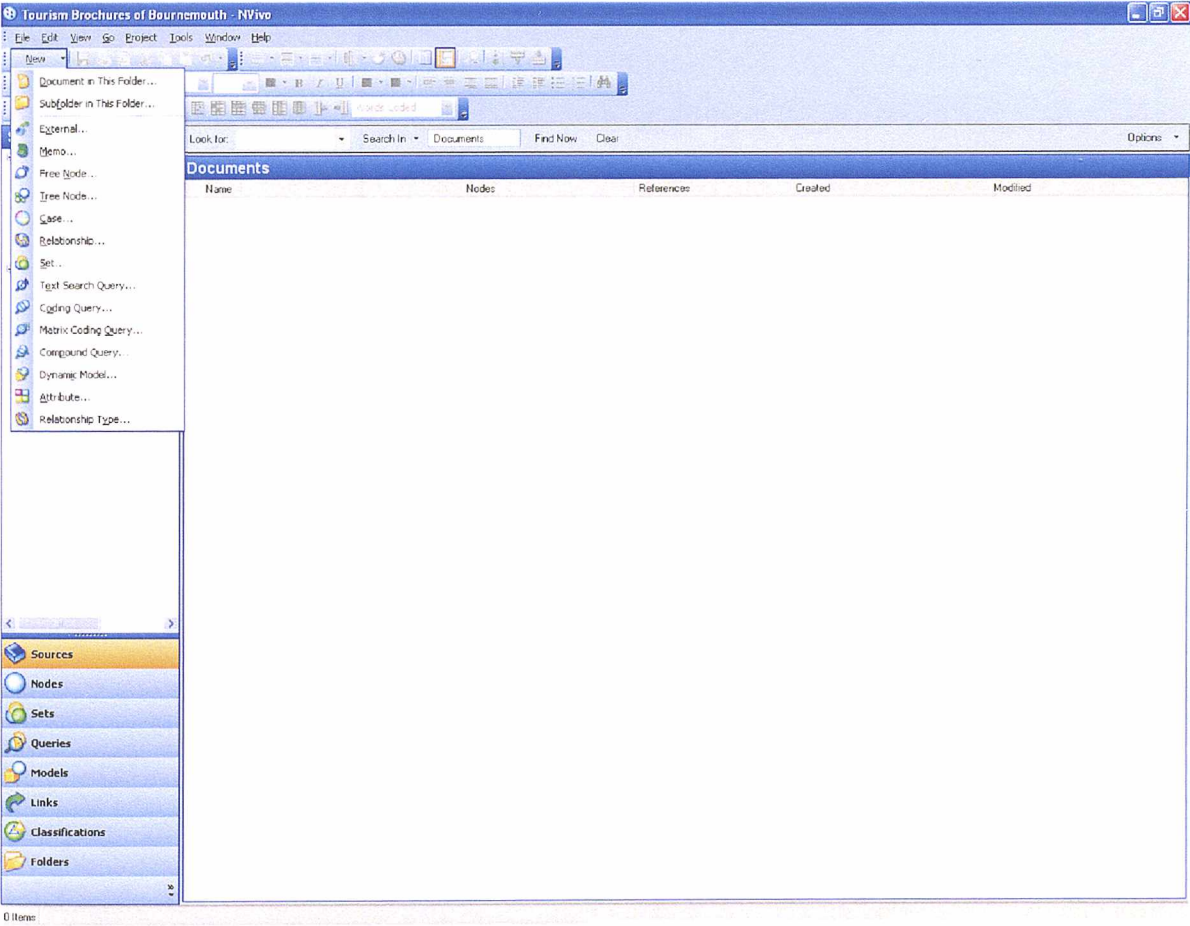 Tourism Brochures of Bournemouth - NVivo
File Edit View Go Project Tools Window Help
New
Document in This Folder...
Subfolder in This Folder...
External...
Memo...
Free Node...
Tree Node...
Case...
Relationship...
Set...
Text Search Query...
Coding Query...
Matrix Coding Query...
Compound Query...
Dynamic Model...
Attribute...
Relationship Type...
B I U
Look for: Search In Documents Find Now Clear Options
Documents
Name Nodes References Created Modified
Sources
Nodes
Sets
Queries
Models
Links
Classifications
Folders
0 Items